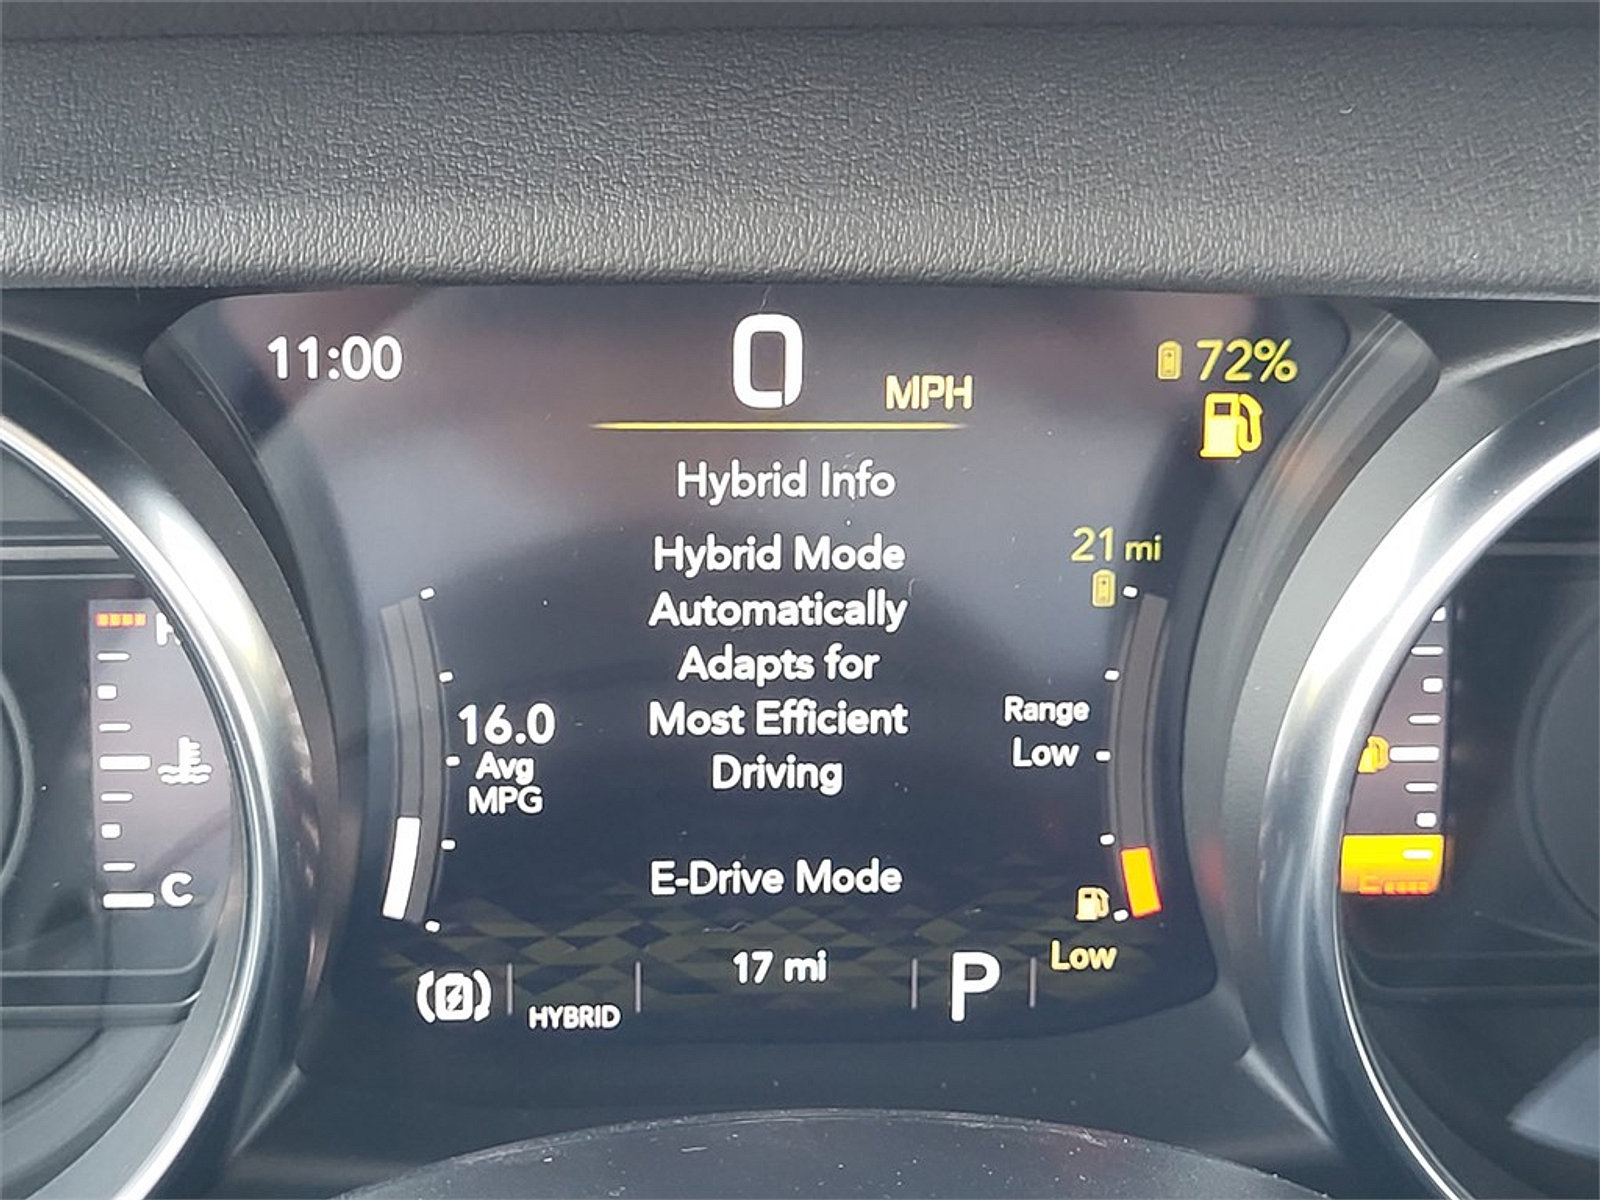 11:00
0 MPH
72%
Hybrid Info
Hybrid Mode
Automatically
Adapts for
Most Efficient
Driving
21 mi
16.0
Avg
MPG
Range
Low
E-Drive Mode
H
C
E
HYBRID
17 mi
P
Low